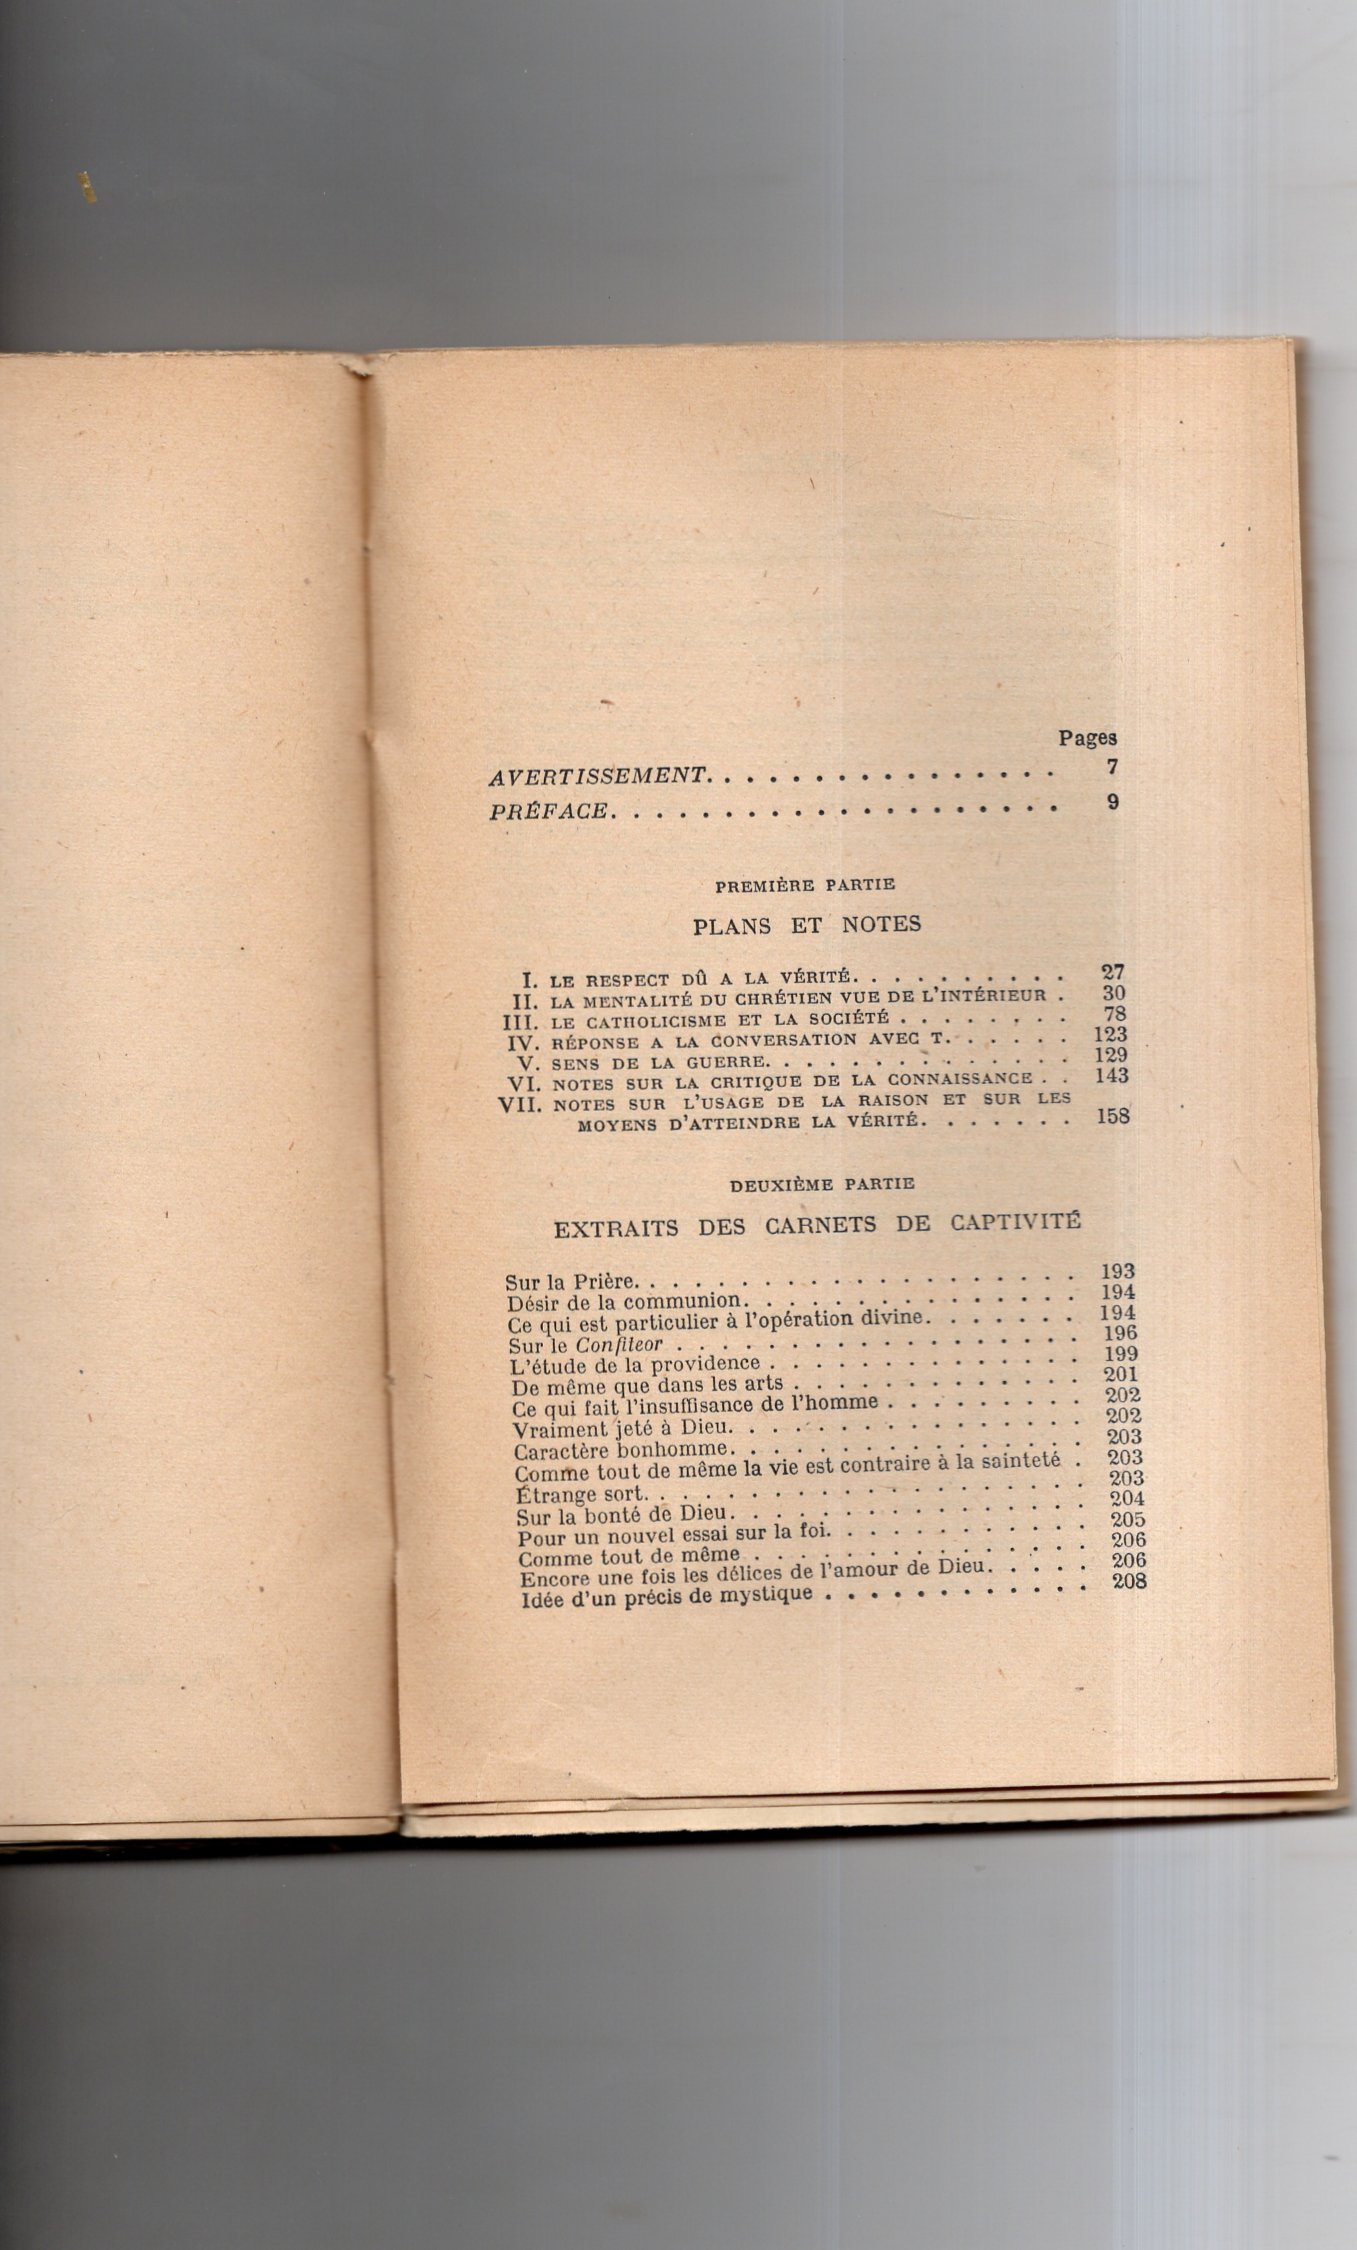 Pages
AVERTISSEMENT. . . . . . . . . . . . . . . . 7
PRÉFACE. . . . . . . . . . . . . . . . . . . . 9
PREMIÈRE PARTIE
PLANS ET NOTES
I. LE RESPECT DÛ A LA VÉRITÉ. . . . . . . . . . 27
II. LA MENTALITÉ DU CHRÉTIEN VUE DE L'INTÉRIEUR . 30
III. LE CATHOLICISME ET LA SOCIÉTÉ . . . . . . . . 78
IV. RÉPONSE A LA CONVERSATION AVEC T. . . . . . 123
V. SENS DE LA GUERRE. . . . . . . . . . . . . . 129
VI. NOTES SUR LA CRITIQUE DE LA CONNAISSANCE . . 143
VII. NOTES SUR L'USAGE DE LA RAISON ET SUR LES
MOYENS D'ATTEINDRE LA VÉRITÉ. . . . . . . 158
DEUXIÈME PARTIE
EXTRAITS DES CARNETS DE CAPTIVITÉ
Sur la Prière. . . . . . . . . . . . . . . . . . . . 193
Désir de la communion. . . . . . . . . . . . . . . 194
Ce qui est particulier à l'opération divine. . . . . . . 194
Sur le Confiteor . . . . . . . . . . . . . . . . . . 196
L'étude de la providence . . . . . . . . . . . . . . 199
De même que dans les arts . . . . . . . . . . . . . 201
Ce qui fait l'insuffisance de l'homme . . . . . . . . . 202
Vraiment jeté à Dieu. . . . . . . . . . . . . . . . 202
Caractère bonhomme. . . . . . . . . . . . . . . . 203
Comme tout de même la vie est contraire à la sainteté . 203
Étrange sort. . . . . . . . . . . . . . . . . . . . 203
Sur la bonté de Dieu. . . . . . . . . . . . . . . . 204
Pour un nouvel essai sur la foi. . . . . . . . . . . . 205
Comme tout de même . . . . . . . . . . . . . . . 206
Encore une fois les délices de l'amour de Dieu. . . . . 206
Idée d'un précis de mystique . . . . . . . . . . . . 208